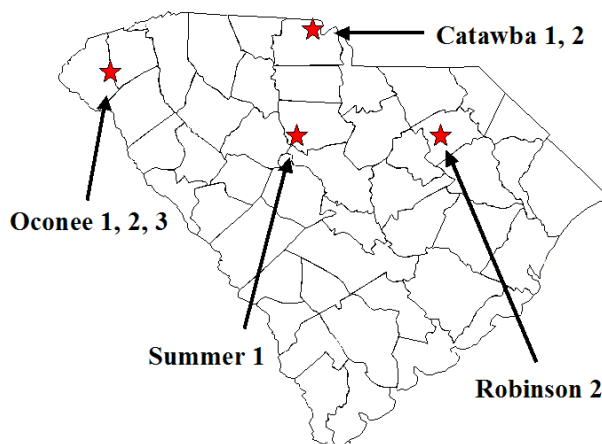 Catawba 1, 2
Oconee 1, 2, 3
Summer 1
Robinson 2